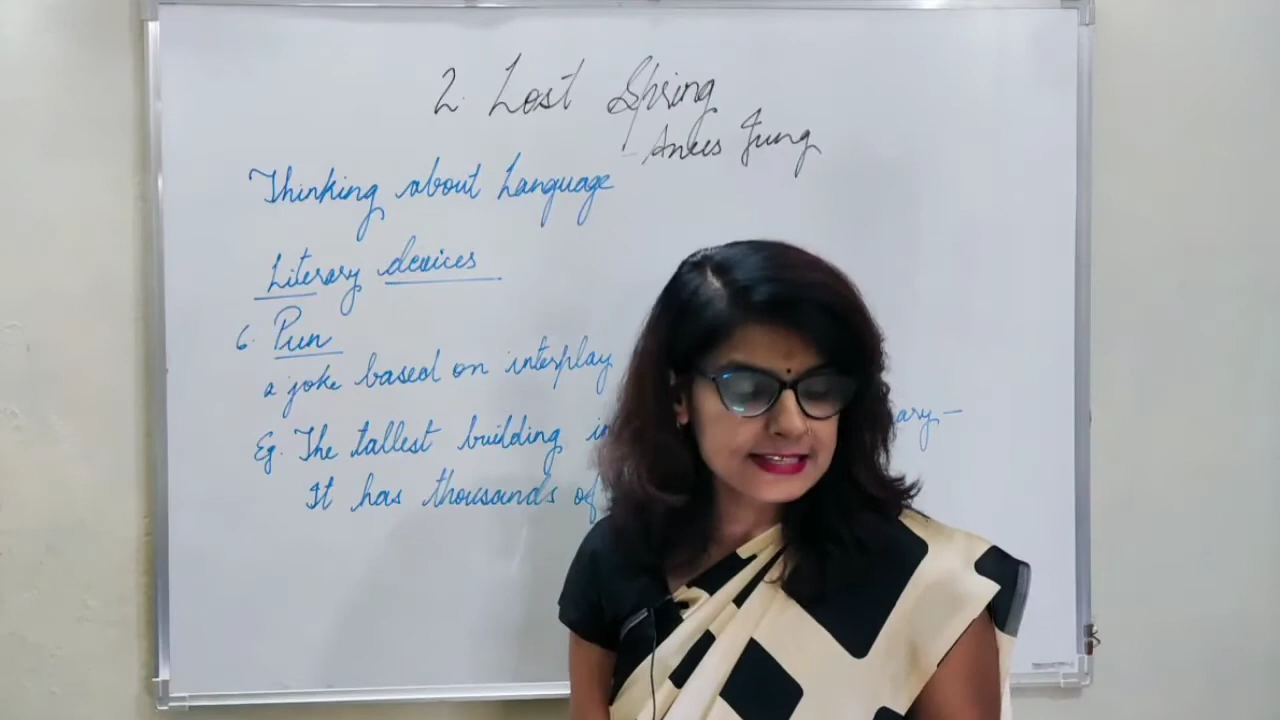 2. Lost Spring
- Anees Jung
Thinking about Language
Literary devices
6. Pun
a joke based on interplay
Eg. The tallest building in ary –
It has thousands of